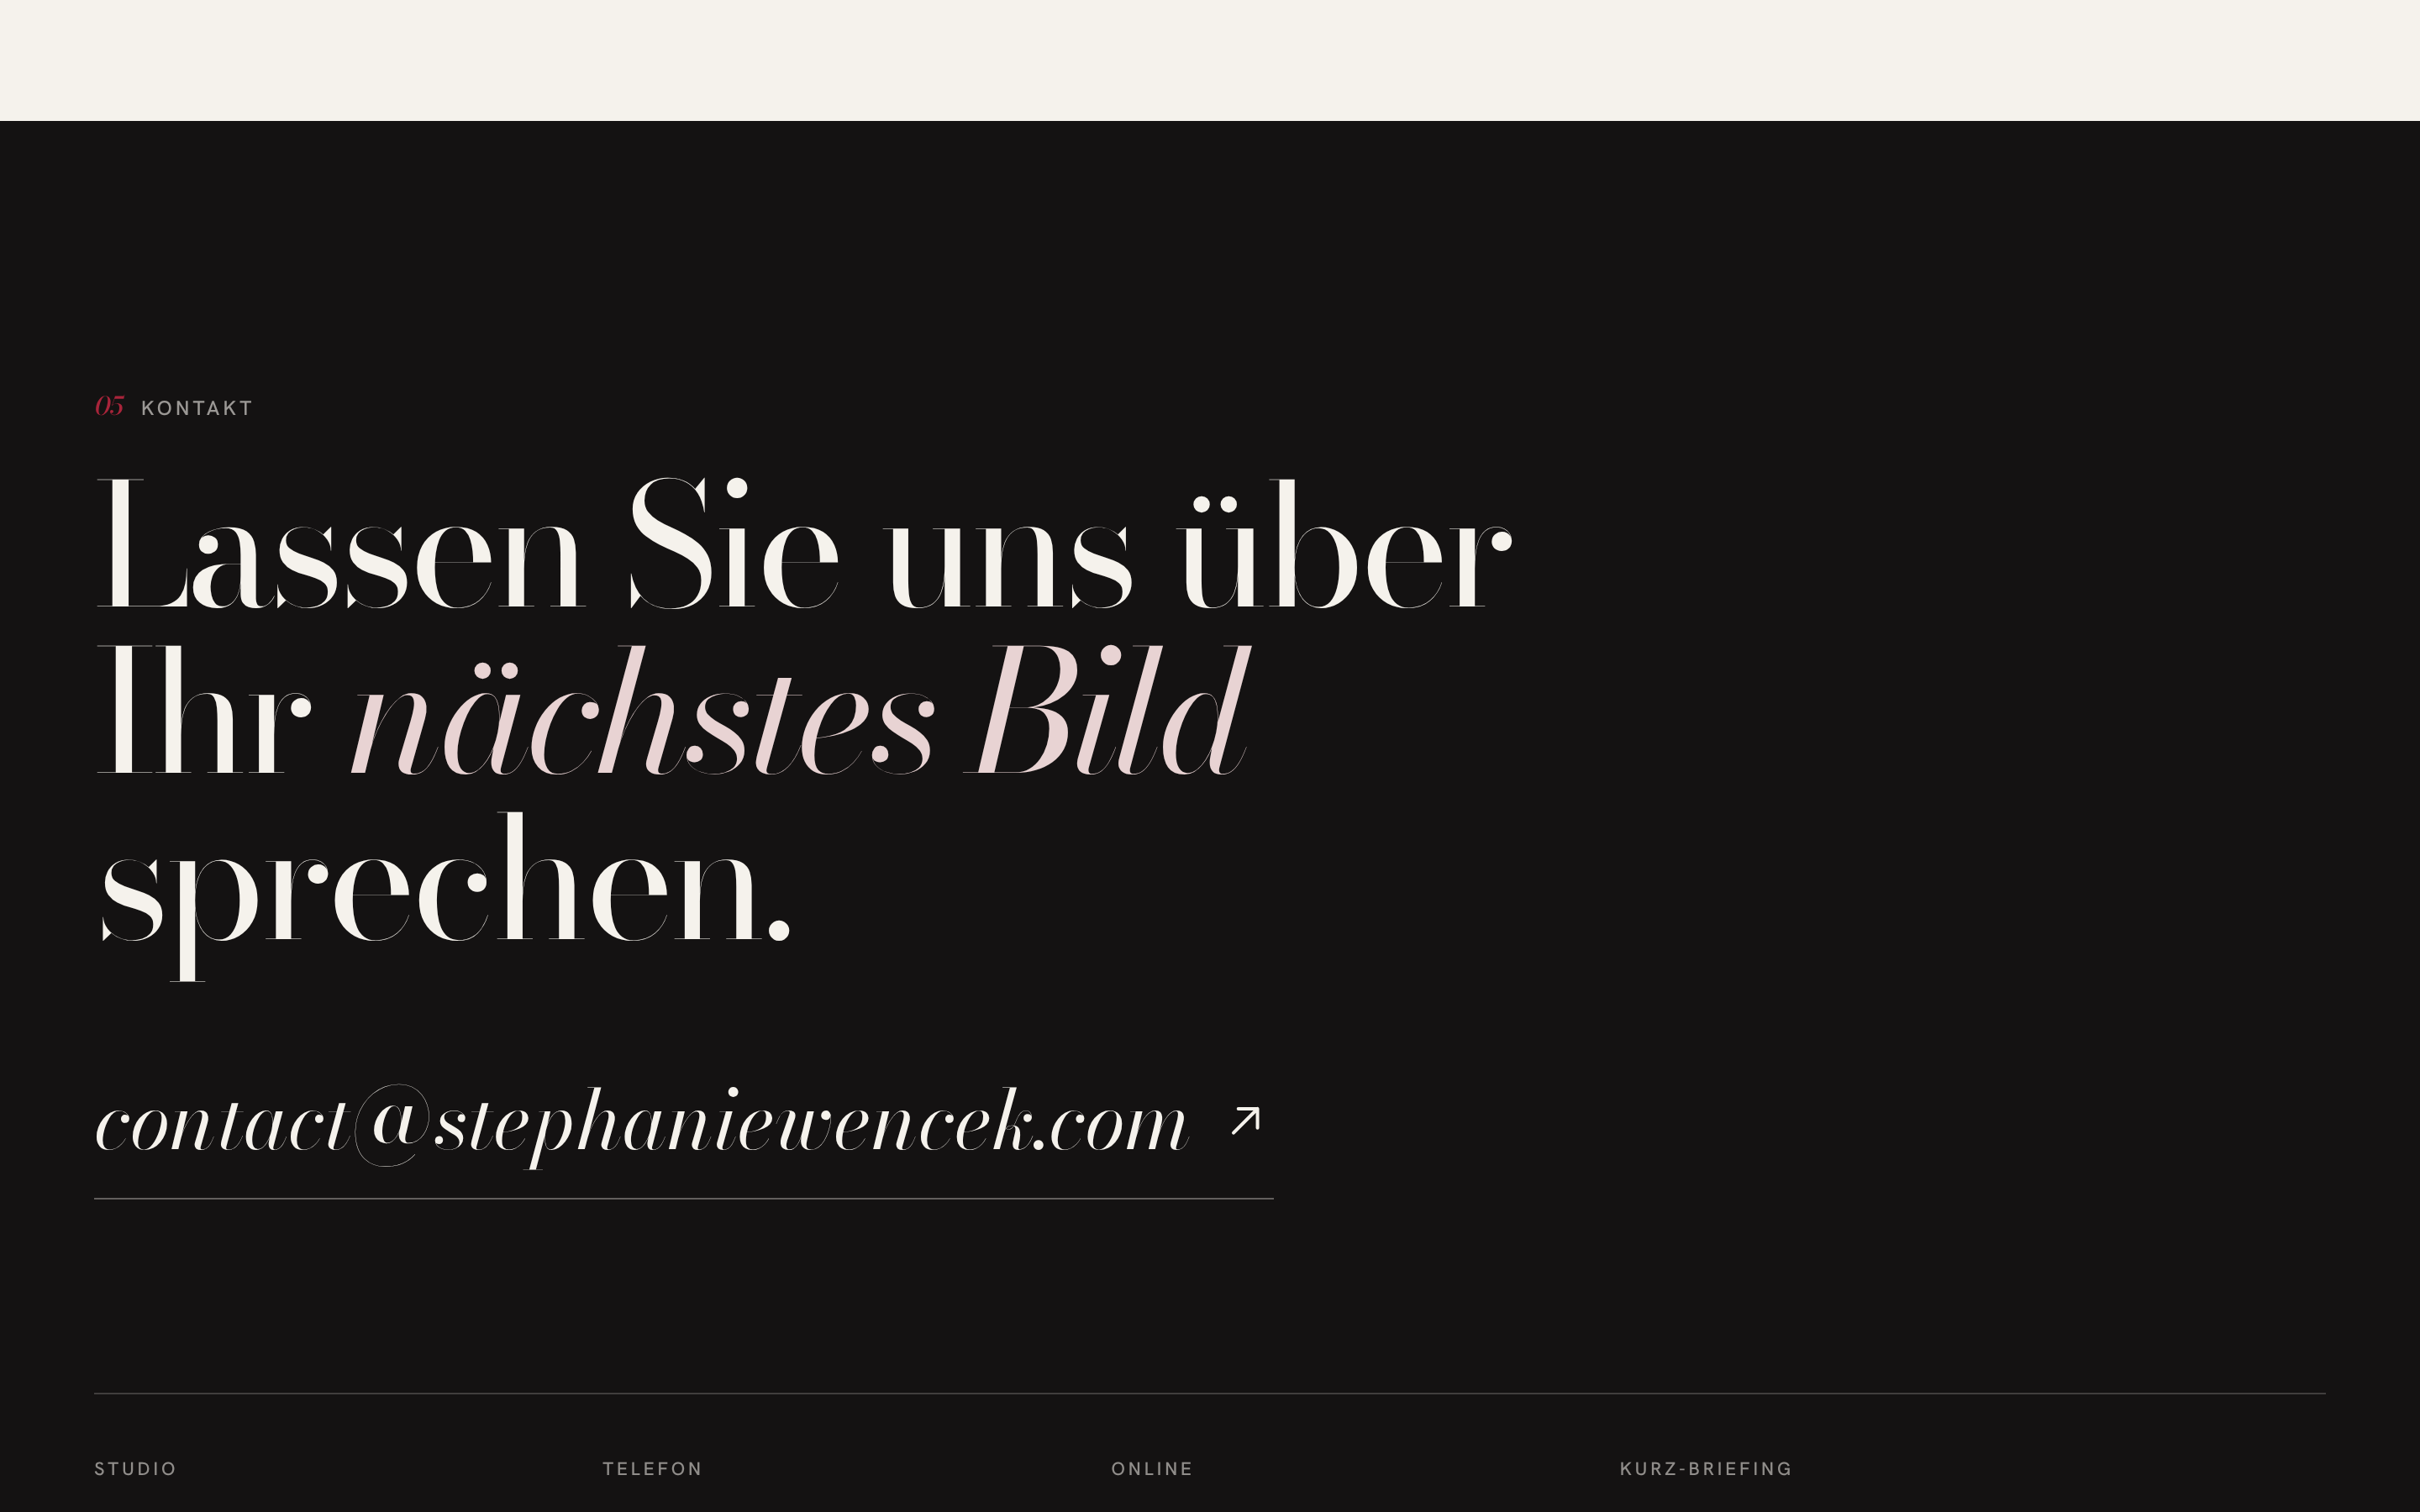 05 KONTAKT
Lassen Sie uns über
Ihr nächstes Bild
sprechen.
contact@stephaniewencek.com
STUDIO
TELEFON
ONLINE
KURZ-BRIEFING